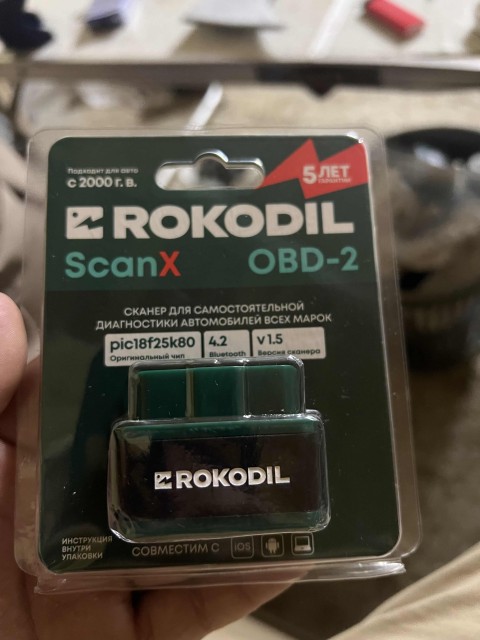 Подходит для авто
с 2000 г. в.
5 ЛЕТ
ГАРАНТИИ
ROKODIL
ScanX OBD-2
СКАНЕР ДЛЯ САМОСТОЯТЕЛЬНОЙ
ДИАГНОСТИКИ АВТОМОБИЛЕЙ ВСЕХ МАРОК
pic18f25k80 4.2 v 1.5
Оригинальный чип Bluetooth Версия сканера
ROKODIL
ИНСТРУКЦИЯ
ВНУТРИ
УПАКОВКИ
СОВМЕСТИМ С iOS